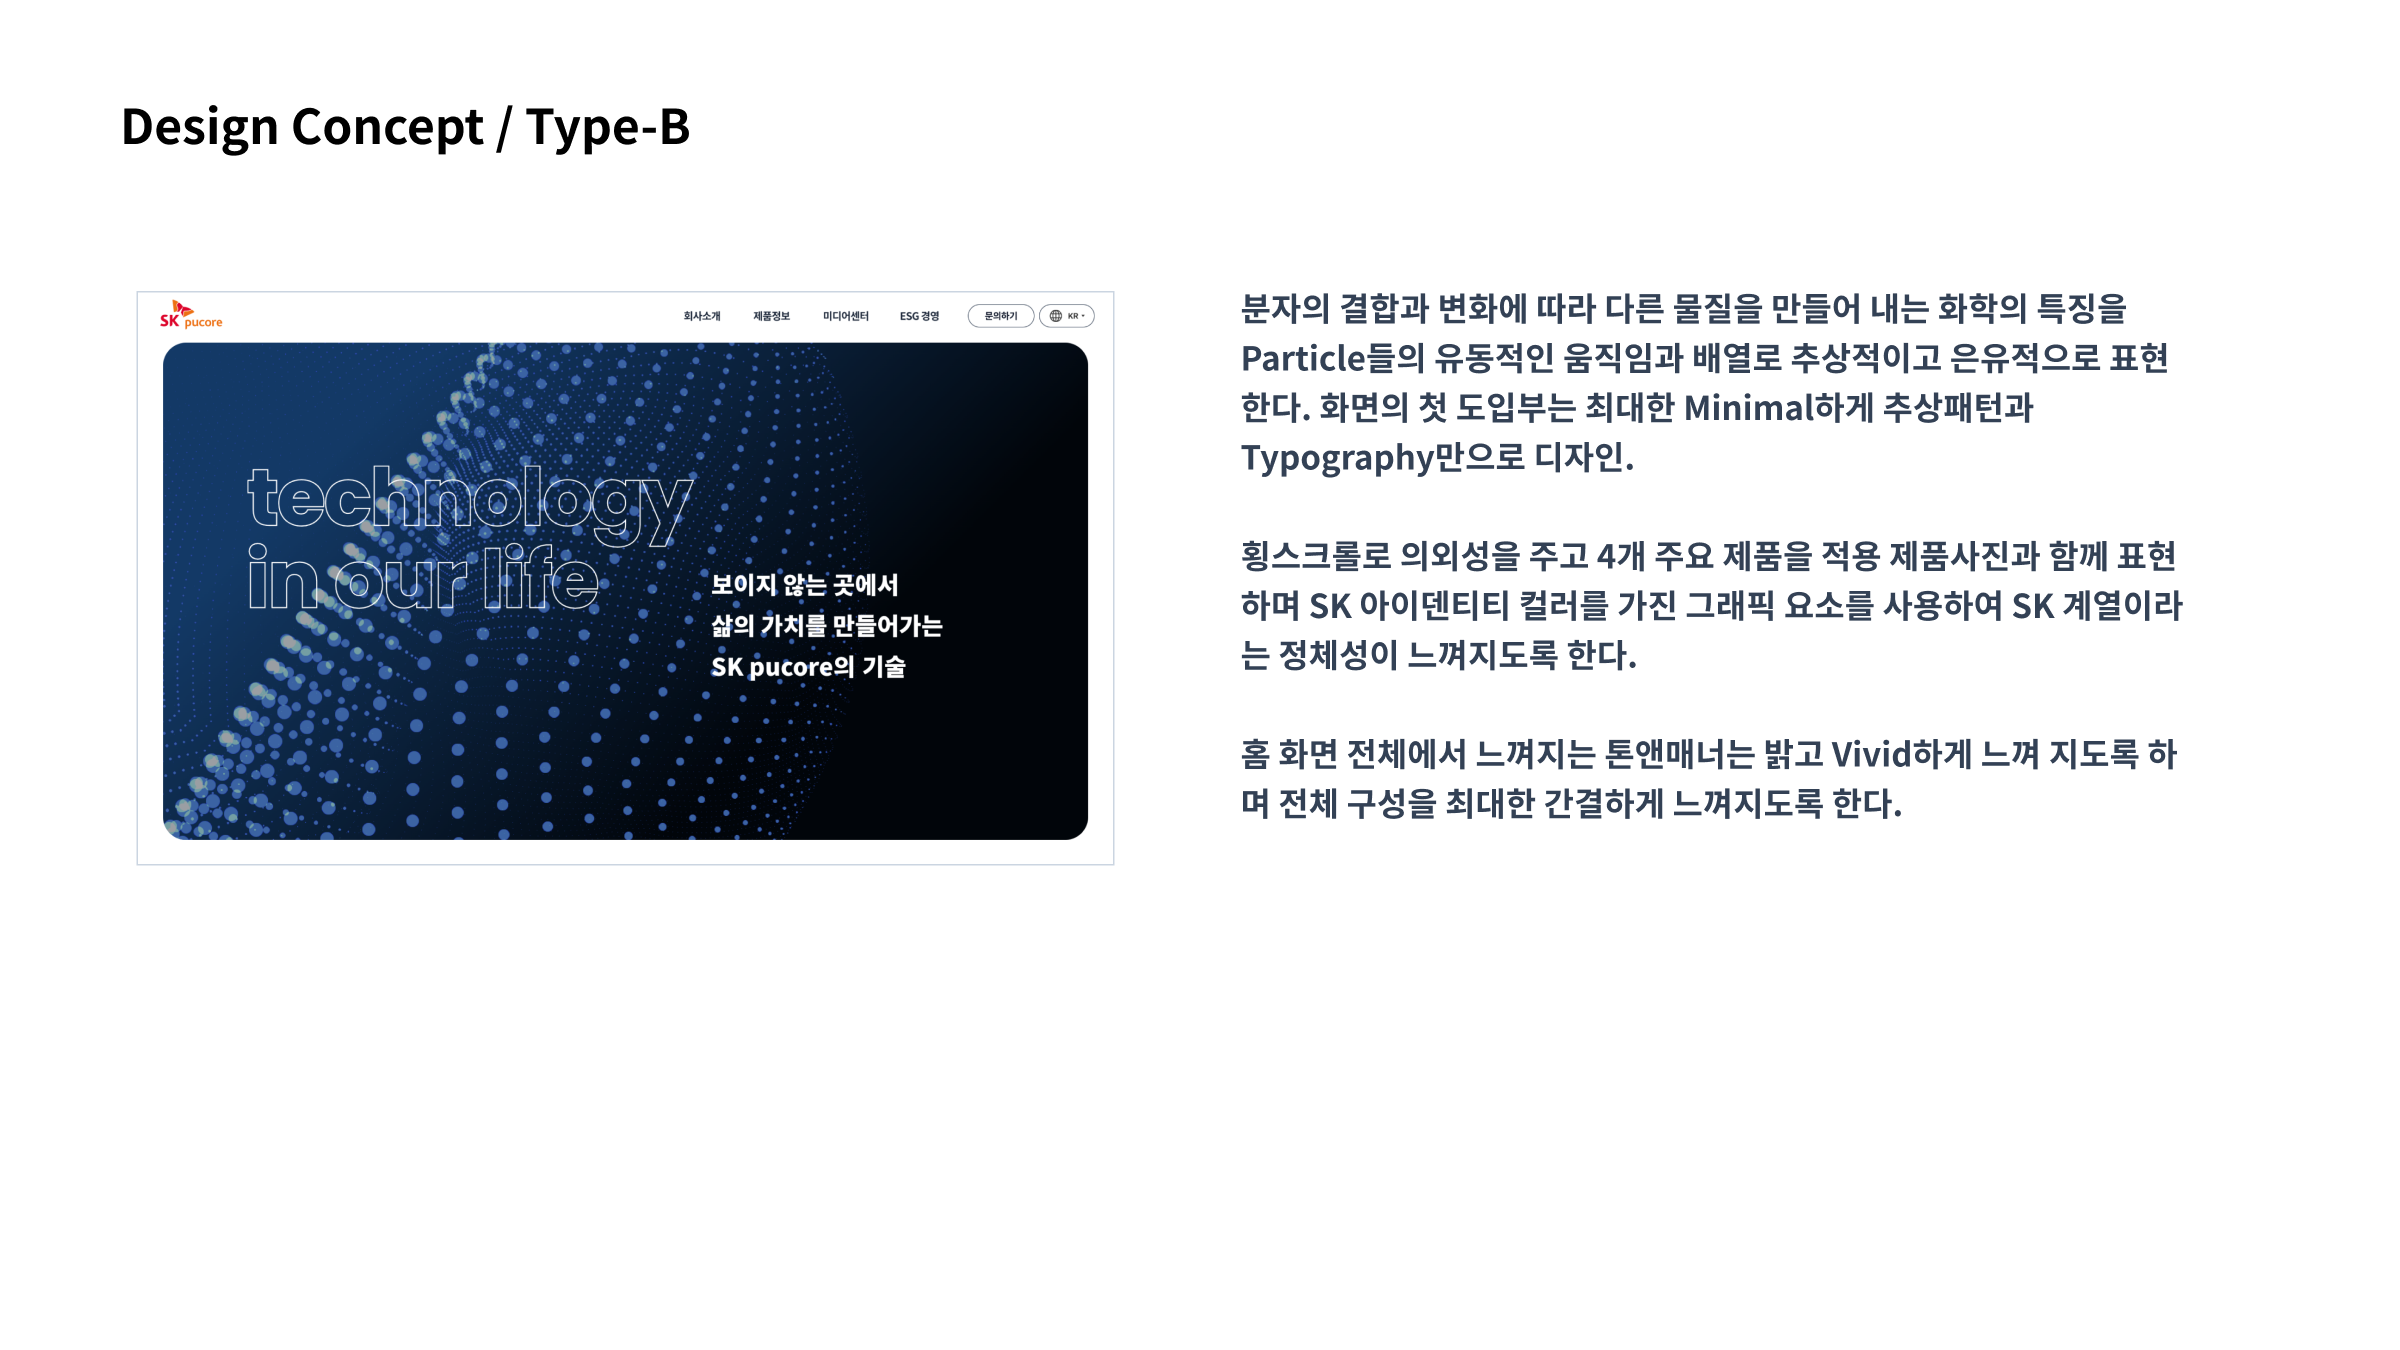 Design Concept / Type-B
SK pucore
회사소개 제품정보 미디어센터 ESG 경영 문의하기 KR
technology
in our life
보이지 않는 곳에서
삶의 가치를 만들어가는
SK pucore의 기술
분자의 결합과 변화에 따라 다른 물질을 만들어 내는 화학의 특징을
Particle들의 유동적인 움직임과 배열로 추상적이고 은유적으로 표현
한다. 화면의 첫 도입부는 최대한 Minimal하게 추상패턴과
Typography만으로 디자인.
횡스크롤로 의외성을 주고 4개 주요 제품을 적용 제품사진과 함께 표현
하며 SK 아이덴티티 컬러를 가진 그래픽 요소를 사용하여 SK 계열이라
는 정체성이 느껴지도록 한다.
홈 화면 전체에서 느껴지는 톤앤매너는 밝고 Vivid하게 느껴 지도록 하
며 전체 구성을 최대한 간결하게 느껴지도록 한다.